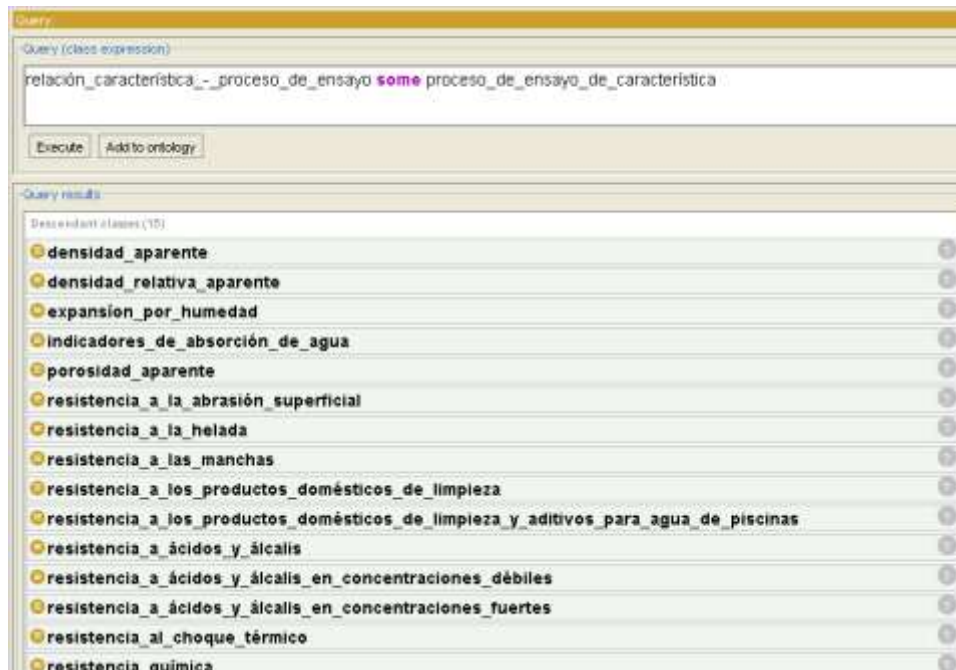 Query
Query (class expression)
relación_característica_-_proceso_de_ensayo some proceso_de_ensayo_de_característica
Execute Add to ontology
Query results
Descendant classes (15)
densidad_aparente
densidad_relativa_aparente
expansíon_por_humedad
indicadores_de_absorción_de_agua
porosidad_aparente
resistencia_a_la_abrasión_superficial
resistencia_a_la_helada
resistencia_a_las_manchas
resistencia_a_los_productos_domésticos_de_limpieza
resistencia_a_los_productos_domésticos_de_limpieza_y_aditivos_para_agua_de_piscinas
resistencia_a_ácidos_y_álcalis
resistencia_a_ácidos_y_álcalis_en_concentraciones_débiles
resistencia_a_ácidos_y_álcalis_en_concentraciones_fuertes
resistencia_al_choque_térmico
resistencia_química